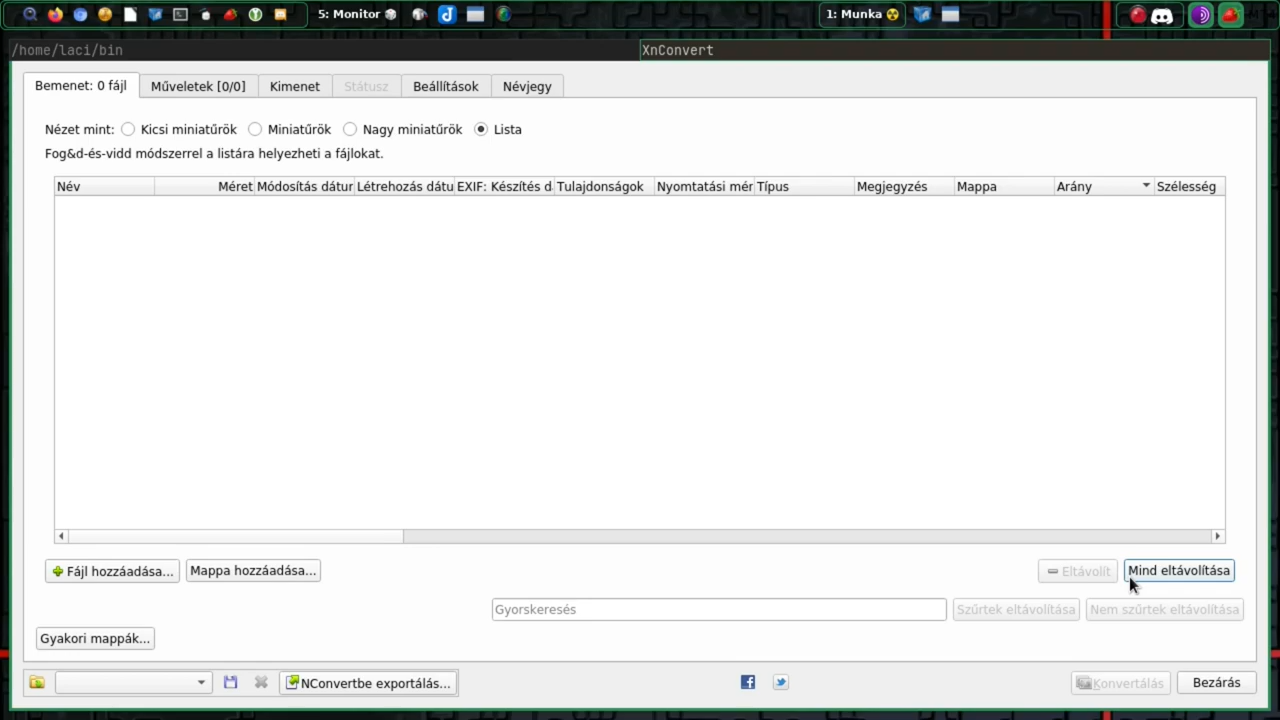 5: Monitor
1: Munka
/home/laci/bin
XnConvert
Bemenet: 0 fájl
Műveletek [0/0]
Kimenet
Státusz
Beállítások
Névjegy
Nézet mint:
Kicsi miniatűrök
Miniatűrök
Nagy miniatűrök
Lista
Fog&d-és-vidd módszerrel a listára helyezheti a fájlokat.
Név
Méret
Módosítás dátur
Létrehozás dátu
EXIF: Készítés d
Tulajdonságok
Nyomtatási mér
Típus
Megjegyzés
Mappa
Arány
Szélesség
Fájl hozzáadása...
Mappa hozzáadása...
Eltávolít
Mind eltávolítása
Gyorskeresés
Szűrtek eltávolítása
Nem szűrtek eltávolítása
Gyakori mappák...
NConvertbe exportálás...
Konvertálás
Bezárás